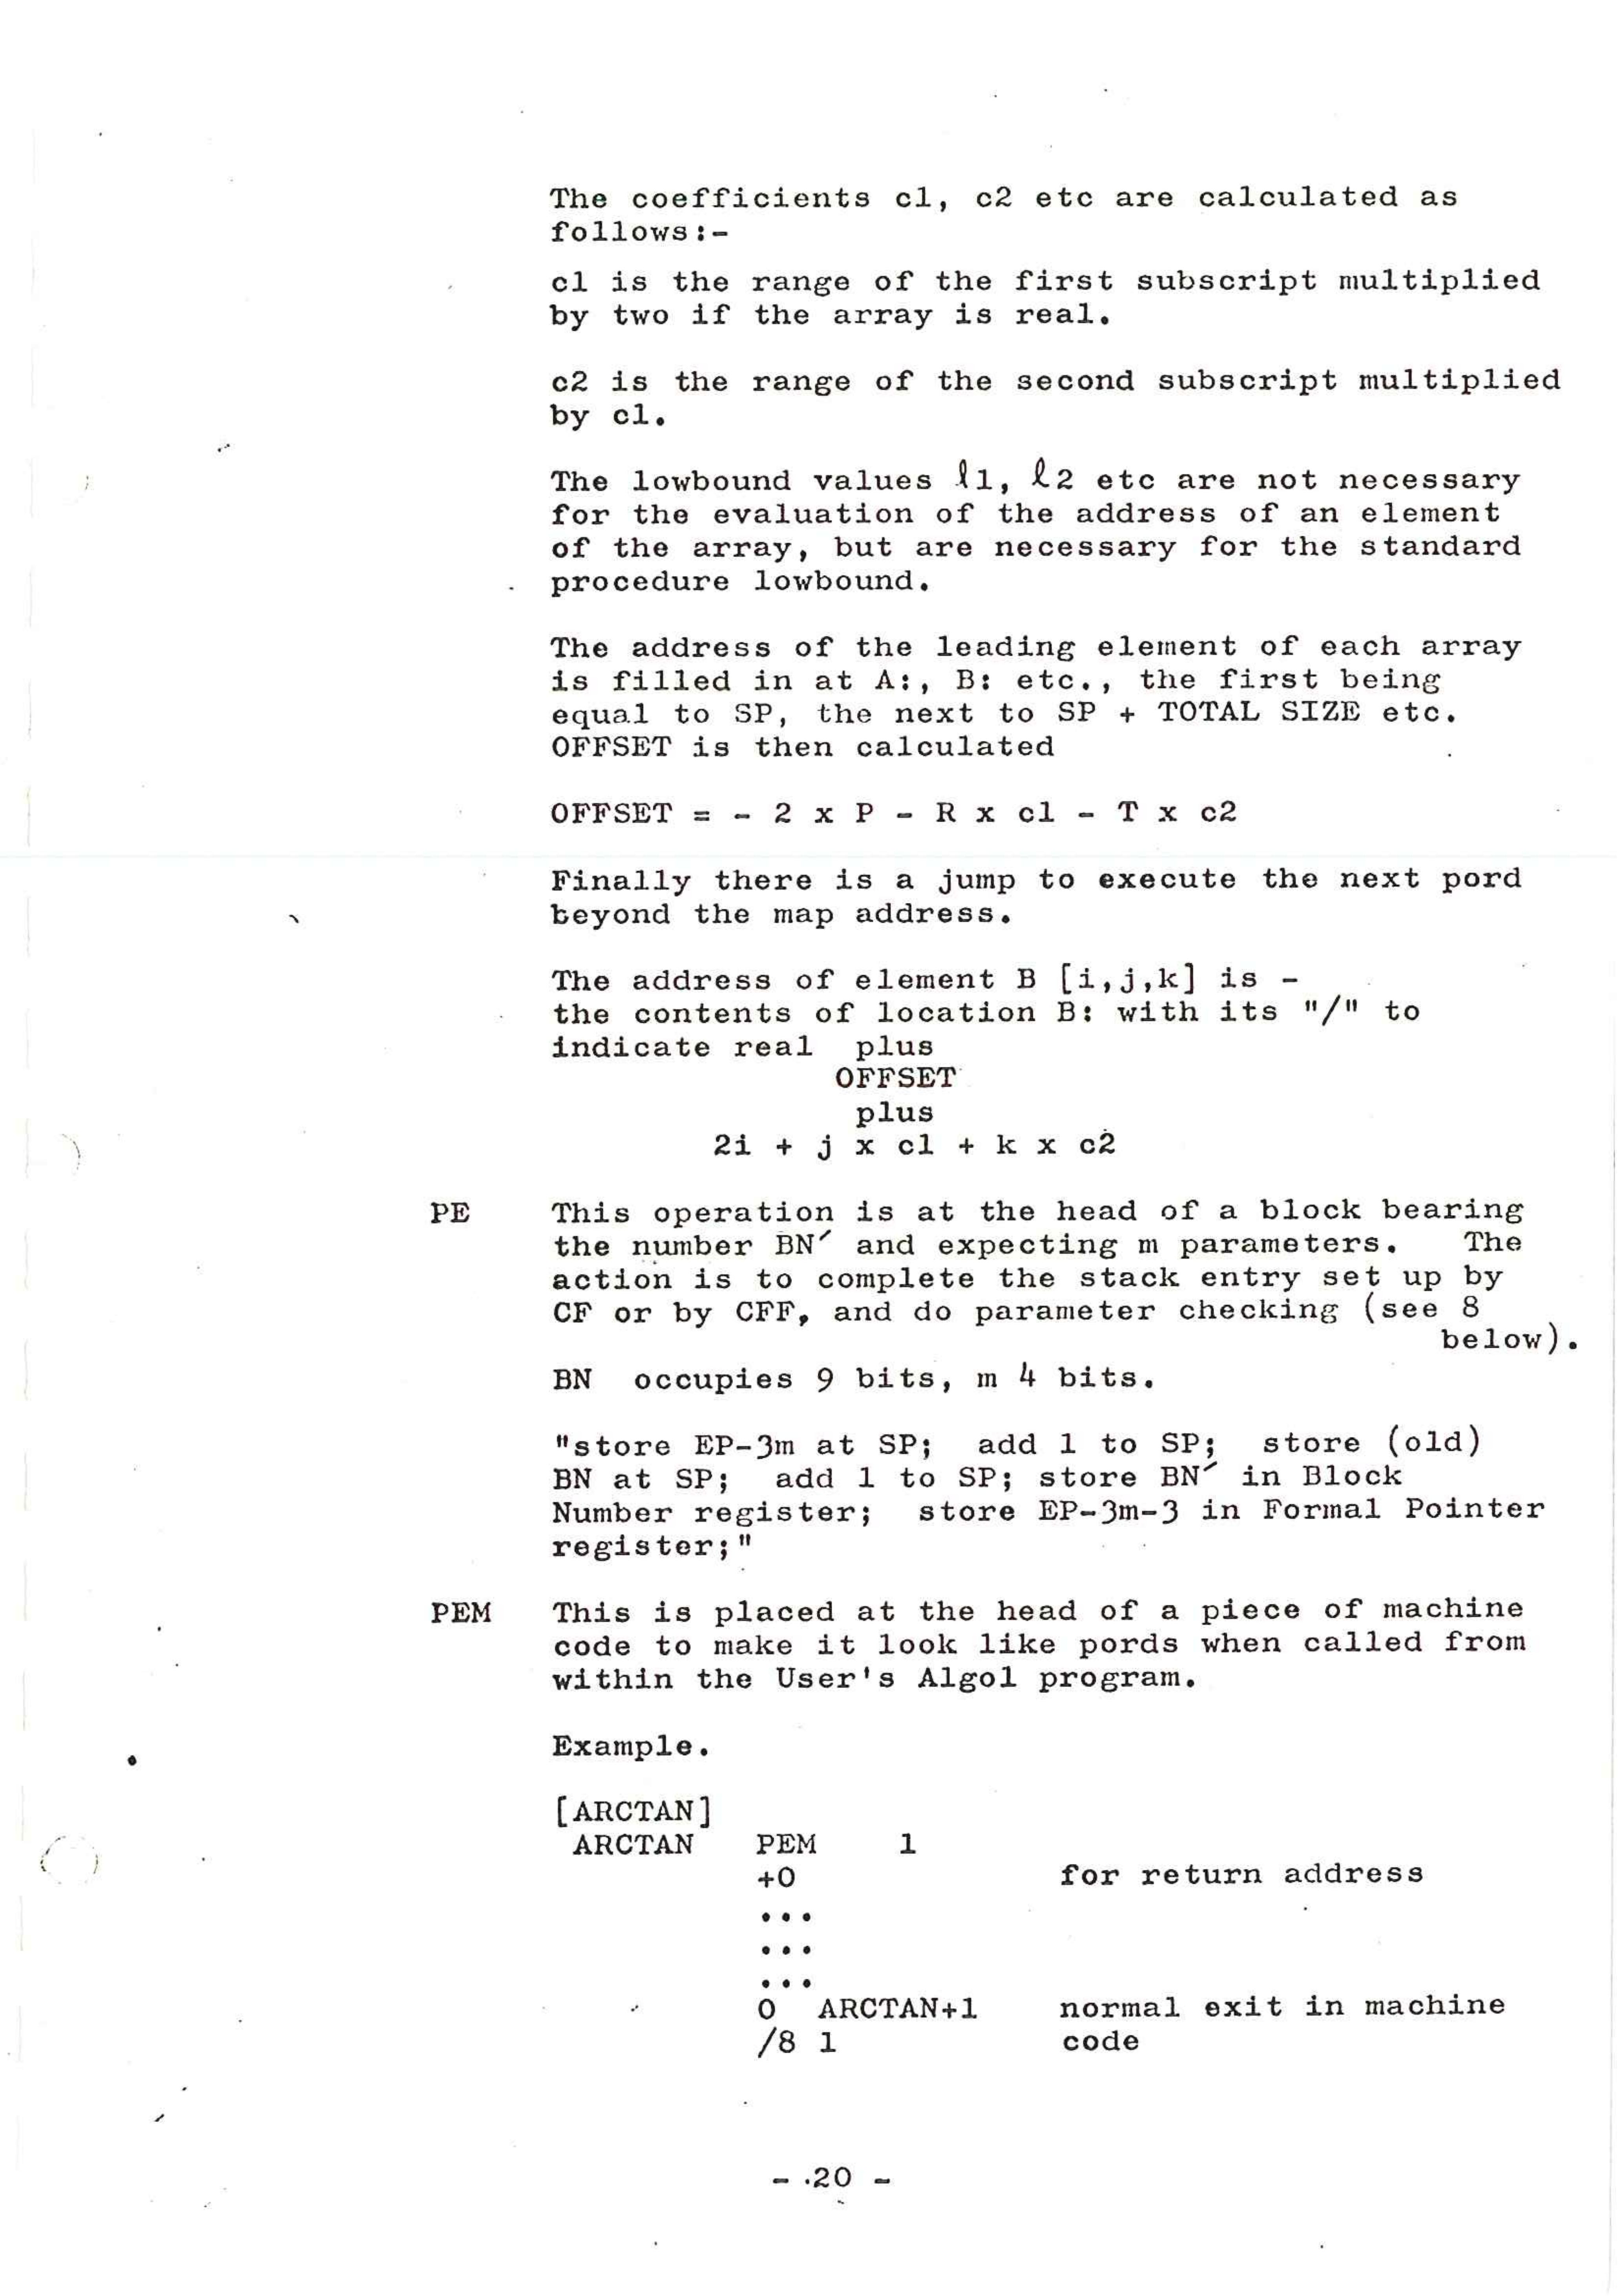 The coefficients c1, c2 etc are calculated as
follows:-
c1 is the range of the first subscript multiplied
by two if the array is real.
c2 is the range of the second subscript multiplied
by c1.
The lowbound values ℓ1, ℓ2 etc are not necessary
for the evaluation of the address of an element
of the array, but are necessary for the standard
procedure lowbound.
The address of the leading element of each array
is filled in at A:, B: etc., the first being
equal to SP, the next to SP + TOTAL SIZE etc.
OFFSET is then calculated
OFFSET = - 2 x P - R x c1 - T x c2
Finally there is a jump to execute the next pord
beyond the map address.
The address of element B [i,j,k] is -
the contents of location B: with its "/" to
indicate real plus
OFFSET
plus
2i + j x c1 + k x c2
PE This operation is at the head of a block bearing
the number BN′ and expecting m parameters. The
action is to complete the stack entry set up by
CF or by CFF, and do parameter checking (see 8
below).
BN occupies 9 bits, m 4 bits.
"store EP-3m at SP; add 1 to SP; store (old)
BN at SP; add 1 to SP; store BN′ in Block
Number register; store EP-3m-3 in Formal Pointer
register;"
PEM This is placed at the head of a piece of machine
code to make it look like pords when called from
within the User's Algol program.
Example.
[ARCTAN]
ARCTAN PEM 1
+0 for return address
...
...
...
0 ARCTAN+1 normal exit in machine
/8 1 code
- 20 -